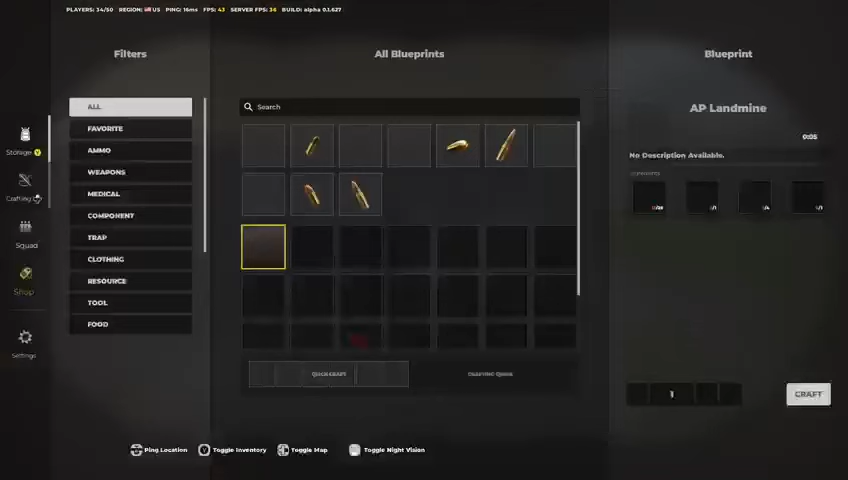 PLAYERS: 34/50 REGION: US PING: 16ms FPS: 43 SERVER FPS: 36 BUILD: alpha 0.1.627
Filters
All Blueprints
Blueprint
ALL
Search
AP Landmine
FAVORITE
0:05
Storage Y
AMMO
No Description Available.
WEAPONS
Crafting
MEDICAL
COMPONENT
Squad
TRAP
CLOTHING
Shop
RESOURCE
TOOL
FOOD
Settings
QUICKCRAFT
CRAFTING QUEUE
1
CRAFT
Ping Location
Y Toggle Inventory
Toggle Map
Toggle Night Vision